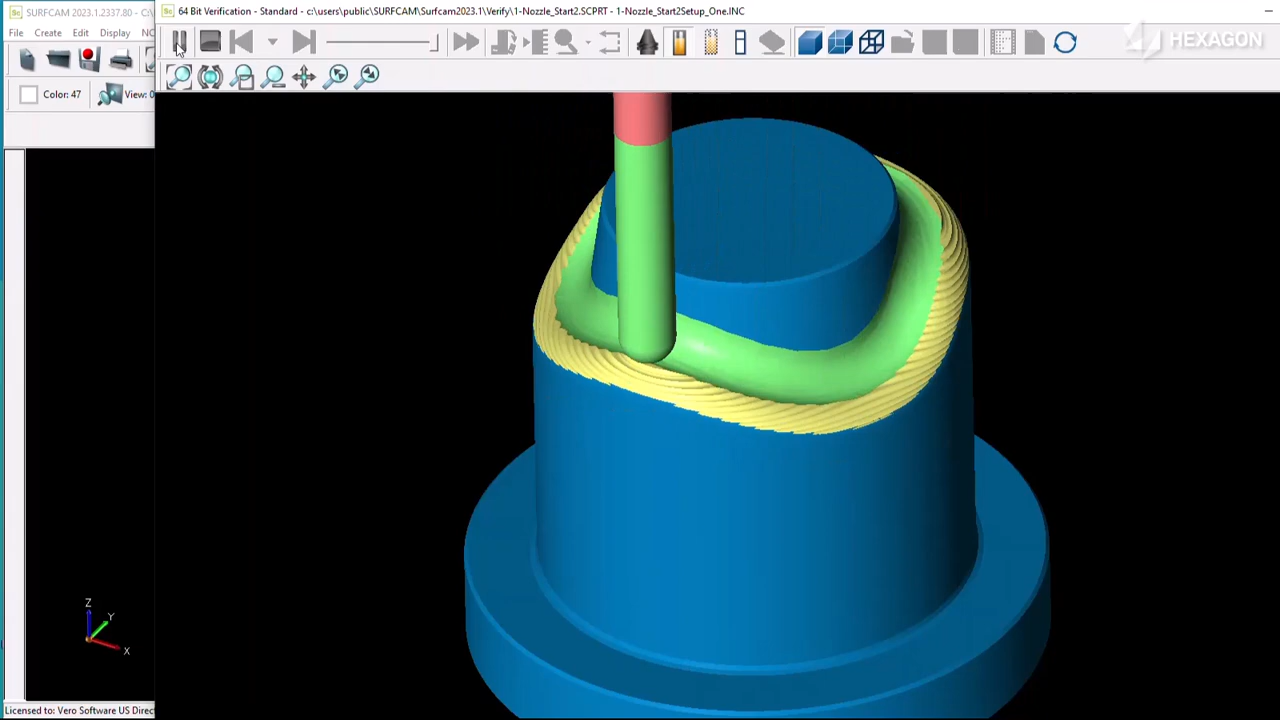 SURFCAM 2023.1.2337.80 - C:\
64 Bit Verification - Standard - c:\users\public\SURFCAM\Surfcam2023.1\Verify\1-Nozzle_Start2.SCPRT - 1-Nozzle_Start2Setup_One.INC
File Create Edit Display NC
HEXAGON
Color: 47
View: 0
Z
Y
X
Licensed to: Vero Software US Direc